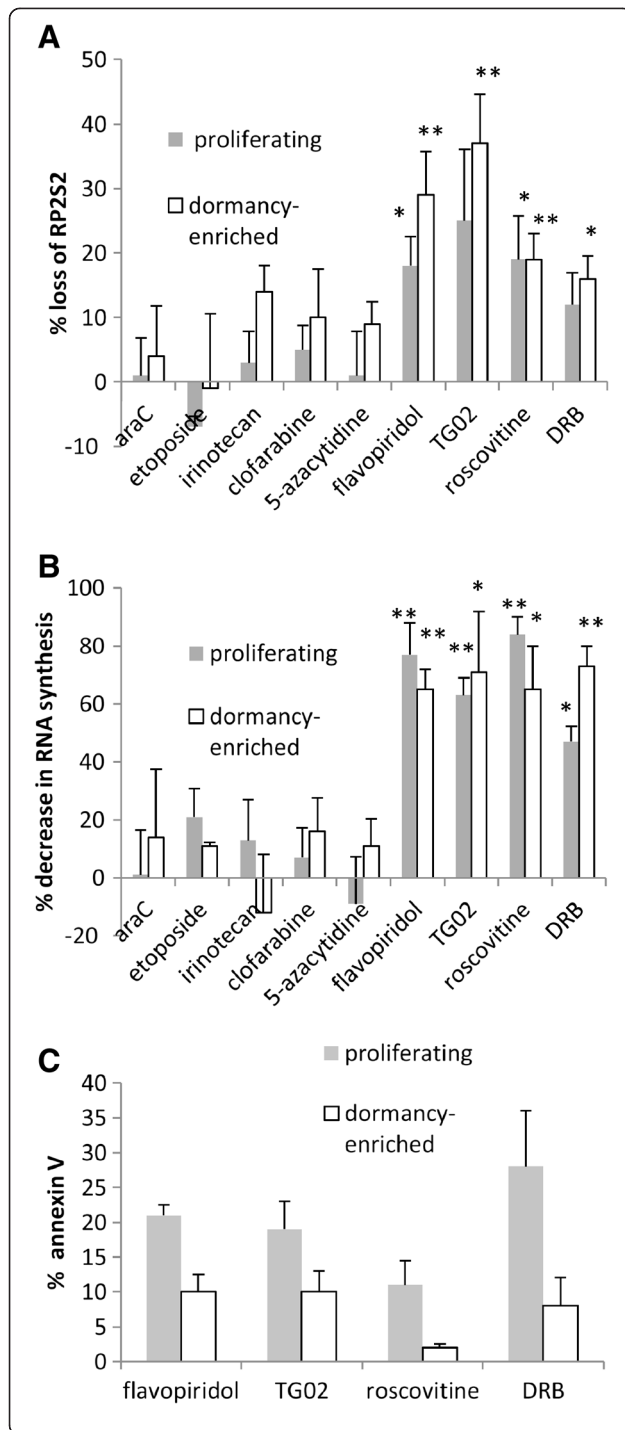 A
% loss of RP2S2
50
40
30
20
10
0
-10
proliferating
dormancy-
enriched
*
**
**
*
**
*
araC
etoposide
irinotecan
clofarabine
5-azacytidine
flavopiridol
TG02
roscovitine
DRB
B
% decrease in RNA synthesis
100
80
60
40
20
0
-20
proliferating
dormancy-
enriched
**
**
**
*
**
*
*
**
araC
etoposide
irinotecan
clofarabine
5-azacytidine
flavopiridol
TG02
roscovitine
DRB
C
% annexin V
40
35
30
25
20
15
10
5
0
proliferating
dormancy-
enriched
flavopiridol
TG02
roscovitine
DRB